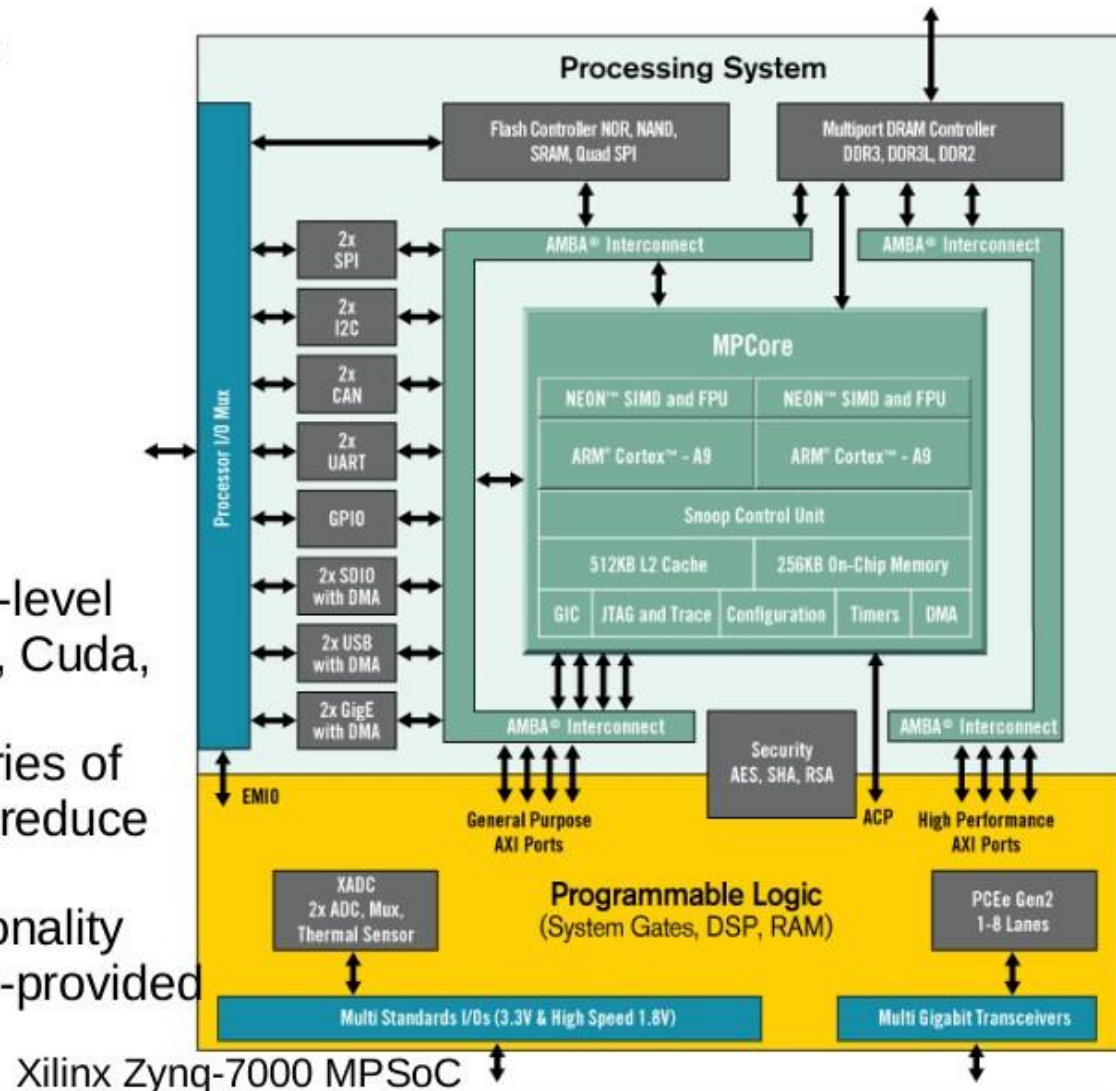 Processing System
Flash Controller NOR, NAND,
SRAM, Quad SPI
Multiport DRAM Controller
DDR3, DDR3L, DDR2
AMBA® Interconnect
AMBA® Interconnect
Processor I/O Mux
2x
SPI
2x
I2C
2x
CAN
2x
UART
GPIO
2x SDIO
with DMA
2x USB
with DMA
2x GigE
with DMA
MPCore
NEON™ SIMD and FPU
NEON™ SIMD and FPU
ARM® Cortex™ - A9
ARM® Cortex™ - A9
Snoop Control Unit
512KB L2 Cache
256KB On-Chip Memory
GIC
JTAG and Trace
Configuration
Timers
DMA
-level
, Cuda,
ries of
reduce
onality
-provided
AMBA® Interconnect
AMBA® Interconnect
Security
AES, SHA, RSA
EMIO
General Purpose
AXI Ports
ACP
High Performance
AXI Ports
XADC
2x ADC, Mux,
Thermal Sensor
Programmable Logic
(System Gates, DSP, RAM)
PCEe Gen2
1-8 Lanes
Multi Standards I/Os (3.3V & High Speed 1.8V)
Multi Gigabit Transceivers
Xilinx Zynq-7000 MPSoC